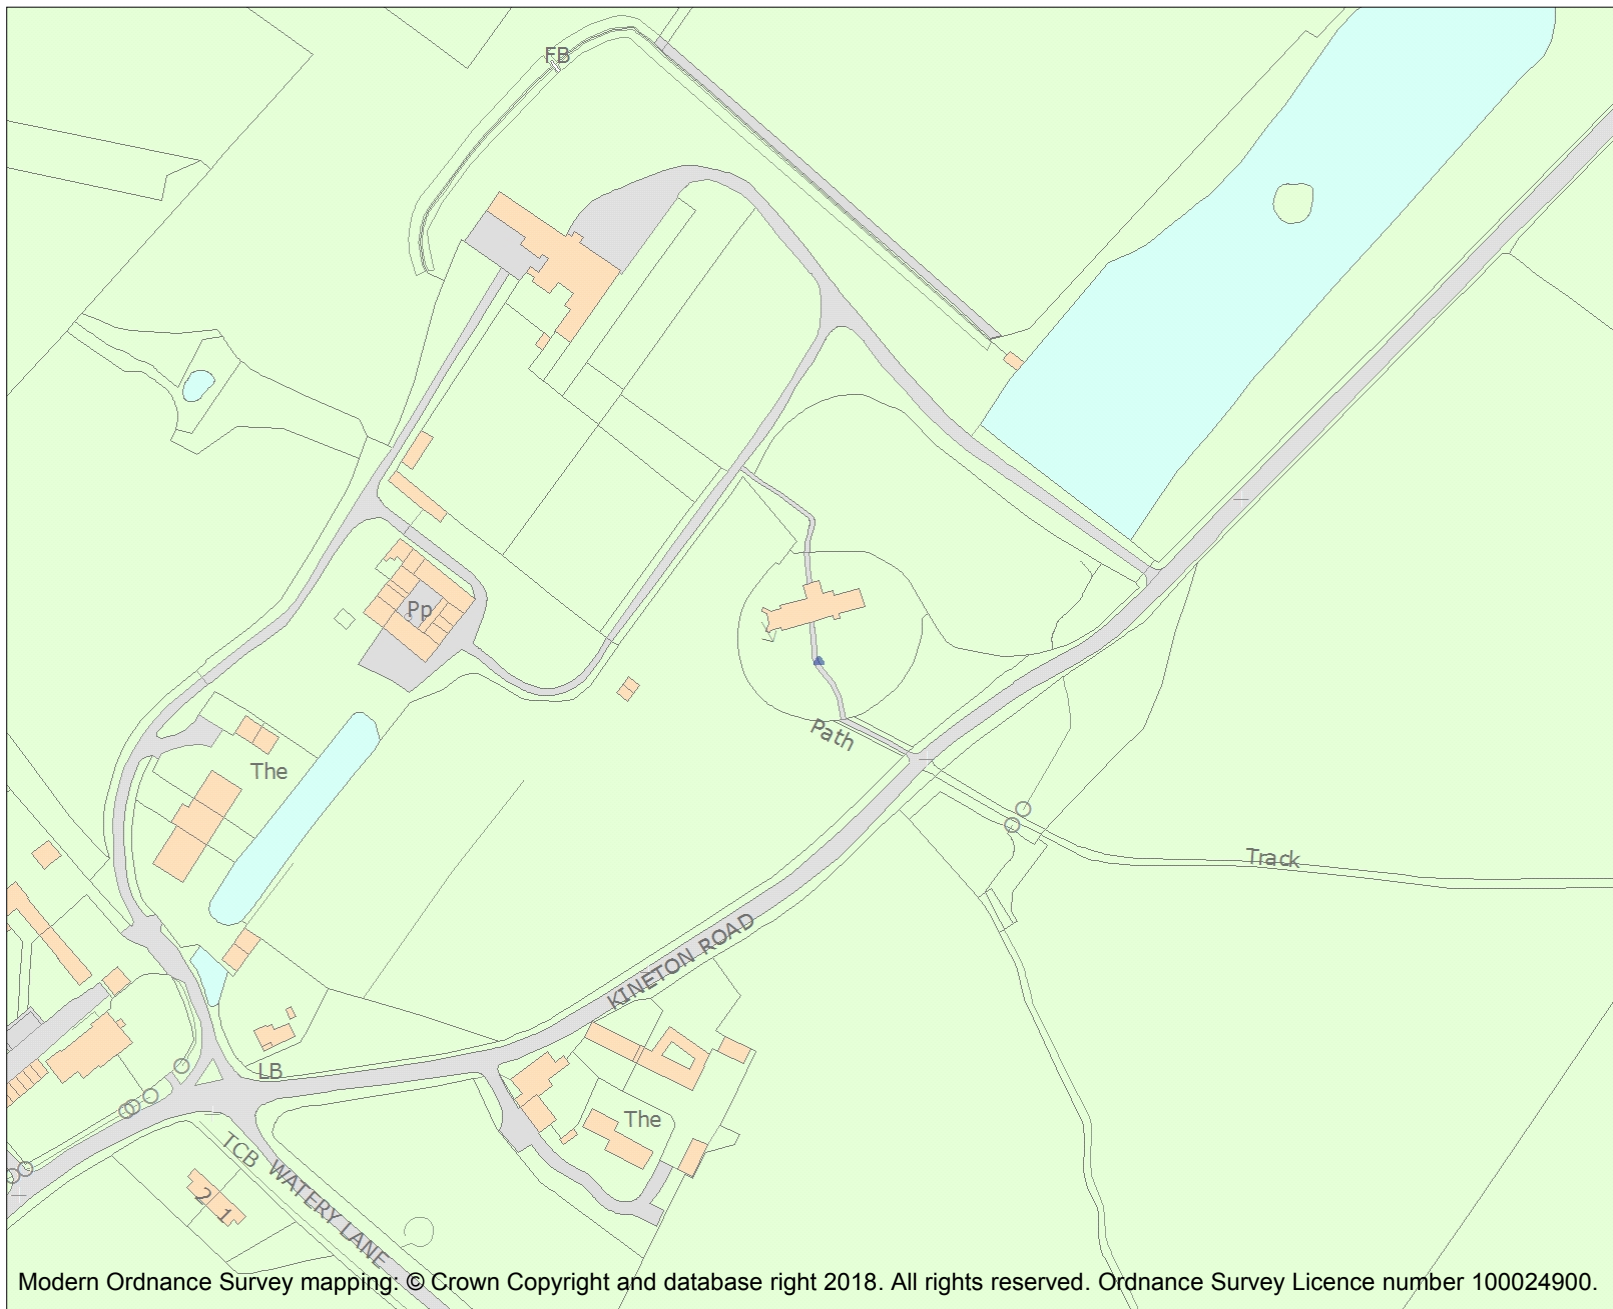 FB
Pp
The
Path
Track
KINETON ROAD
LB
The
TCB
WATERY LANE
2
1
Modern Ordnance Survey mapping: © Crown Copyright and database right 2018. All rights reserved. Ordnance Survey Licence number 100024900.